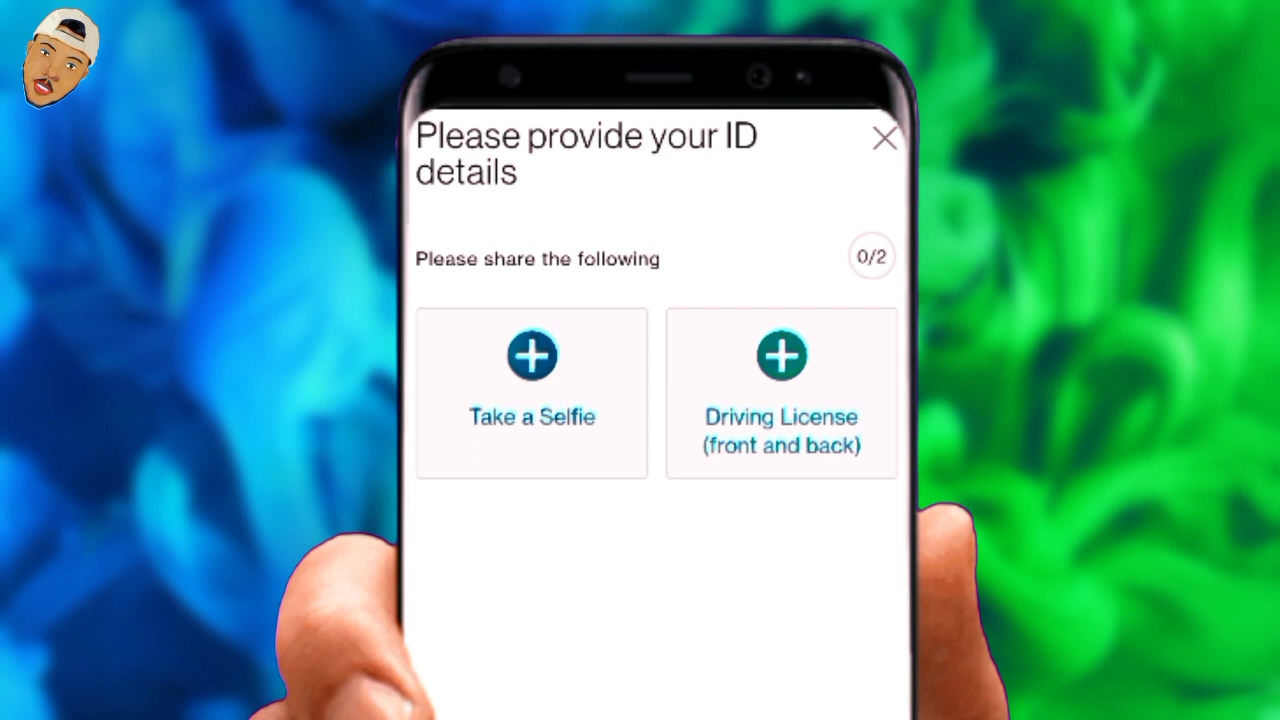 Please provide your ID
details
Please share the following
0/2
Take a Selfie
Driving License
(front and back)